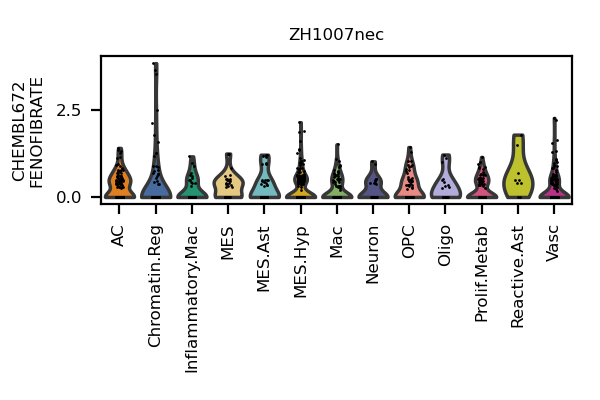 ZH1007nec
CHEMBL672
FENOFIBRATE
2.5
0.0
AC
Chromatin.Reg
Inflammatory.Mac
MES
MES.Ast
MES.Hyp
Mac
Neuron
OPC
Oligo
Prolif.Metab
Reactive.Ast
Vasc